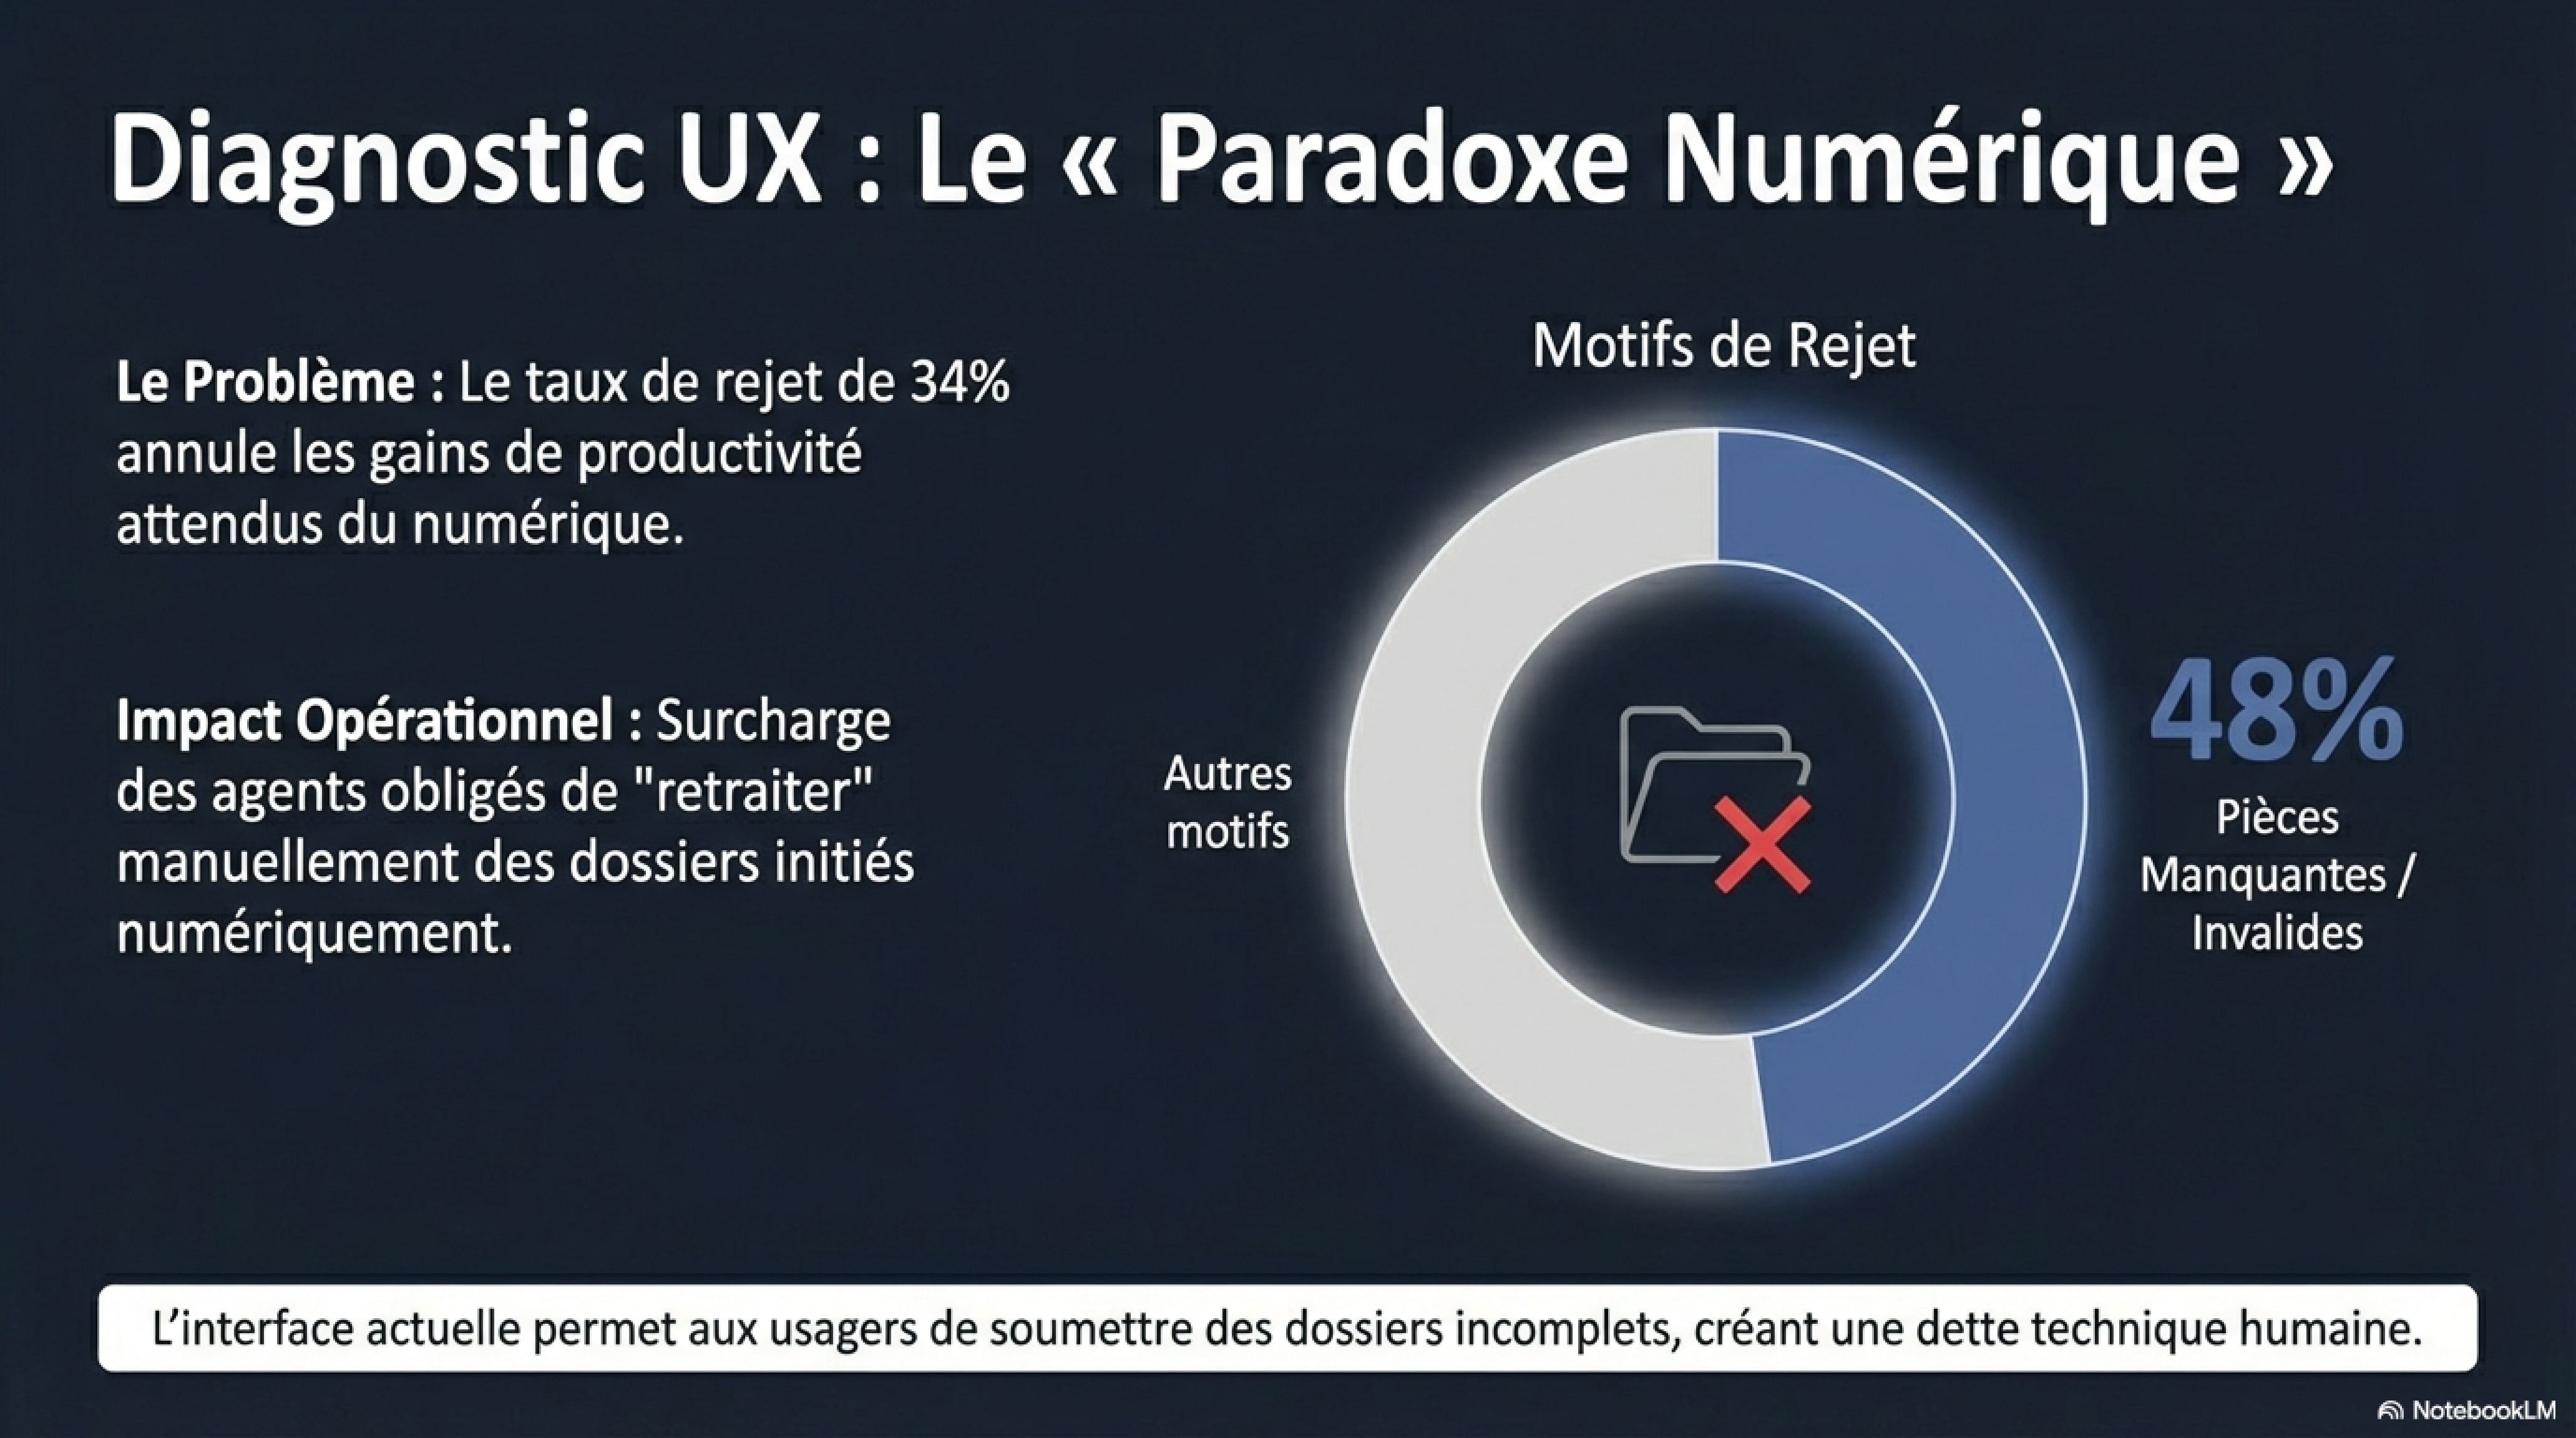 Diagnostic UX : Le « Paradoxe Numérique »
Le Problème : Le taux de rejet de 34%
annule les gains de productivité
attendus du numérique.
Impact Opérationnel : Surcharge
des agents obligés de "retraiter"
manuellement des dossiers initiés
numériquement.
Motifs de Rejet
Autres
motifs
48%
Pièces
Manquantes /
Invalides
L’interface actuelle permet aux usagers de soumettre des dossiers incomplets, créant une dette technique humaine.
NotebookLM